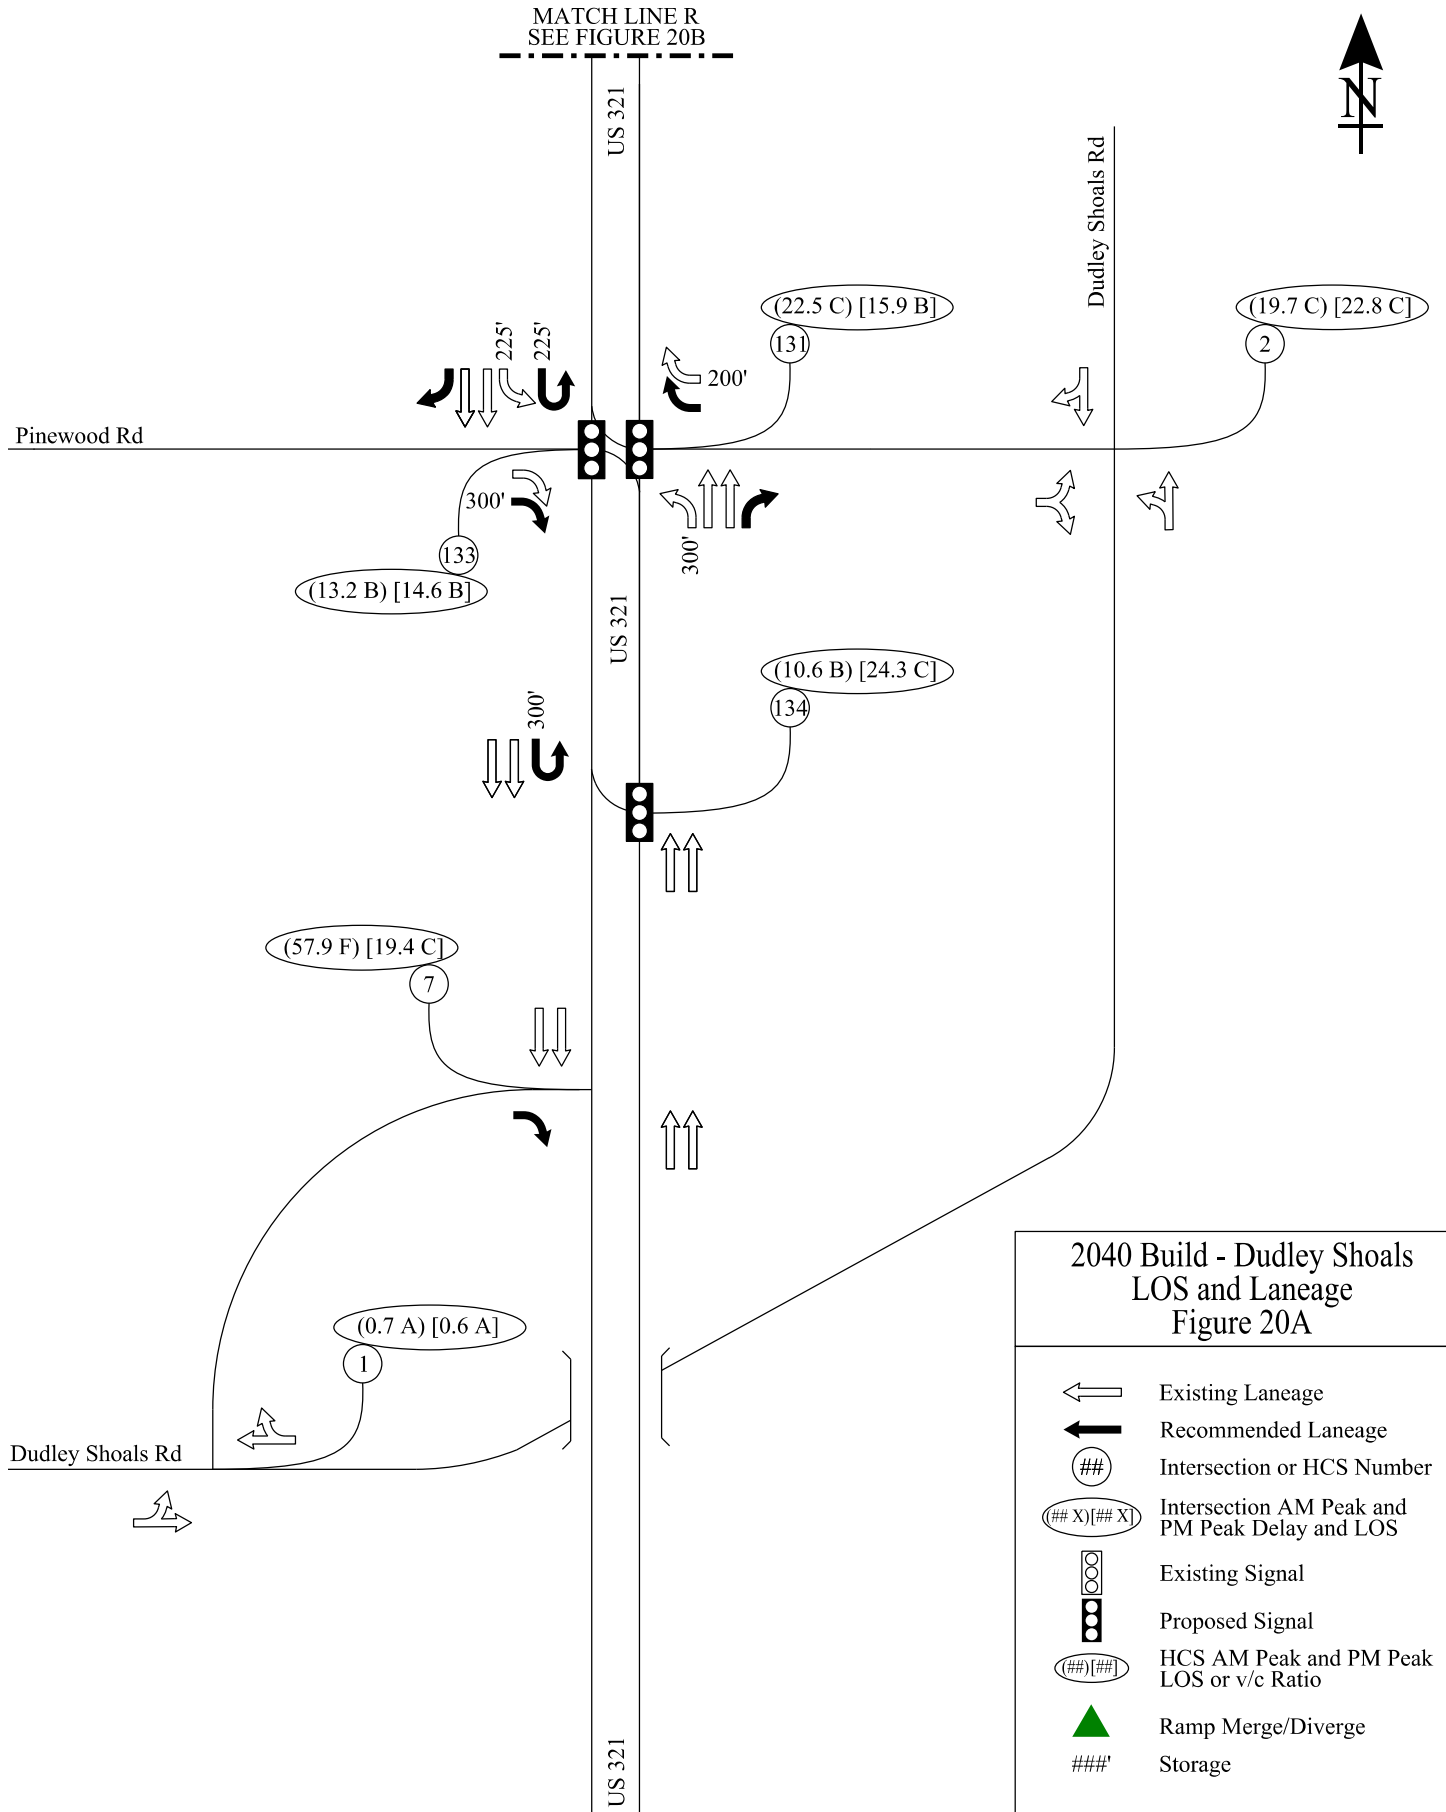 MATCH LINE R
SEE FIGURE 20B
US 321
N
Dudley Shoals Rd
(22.5 C) [15.9 B]
131
(19.7 C) [22.8 C]
2
225'
225'
200'
Pinewood Rd
300'
300'
133
(13.2 B) [14.6 B]
US 321
(10.6 B) [24.3 C]
134
300'
(57.9 F) [19.4 C]
7
(0.7 A) [0.6 A]
1
Dudley Shoals Rd
US 321
2040 Build - Dudley Shoals
LOS and Laneage
Figure 20A
Existing Laneage
Recommended Laneage
## Intersection or HCS Number
(## X)[## X] Intersection AM Peak and
PM Peak Delay and LOS
Existing Signal
Proposed Signal
(##)[##] HCS AM Peak and PM Peak
LOS or v/c Ratio
Ramp Merge/Diverge
###' Storage